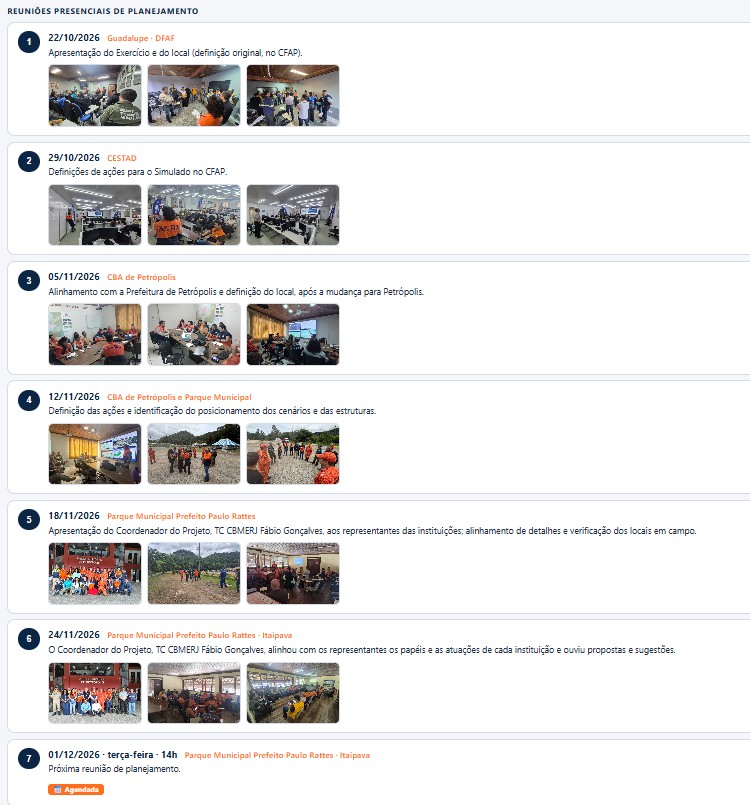 REUNIÕES PRESENCIAIS DE PLANEJAMENTO
1
22/10/2026 Guadalupe · DFAF
Apresentação do Exercício e do local (definição original, no CFAP).
2
29/10/2026 CESTAD
Definições de ações para o Simulado no CFAP.
3
05/11/2026 CBA de Petrópolis
Alinhamento com a Prefeitura de Petrópolis e definição do local, após a mudança para Petrópolis.
4
12/11/2026 CBA de Petrópolis e Parque Municipal
Definição das ações e identificação do posicionamento dos cenários e das estruturas.
5
18/11/2026 Parque Municipal Prefeito Paulo Rattes
Apresentação do Coordenador do Projeto, TC CBMERJ Fábio Gonçalves, aos representantes das instituições; alinhamento de detalhes e verificação dos locais em campo.
6
24/11/2026 Parque Municipal Prefeito Paulo Rattes · Itaipava
O Coordenador do Projeto, TC CBMERJ Fábio Gonçalves, alinhou com os representantes os papéis e as atuações de cada instituição e ouviu propostas e sugestões.
7
01/12/2026 · terça-feira · 14h Parque Municipal Prefeito Paulo Rattes · Itaipava
Próxima reunião de planejamento.
Agendada